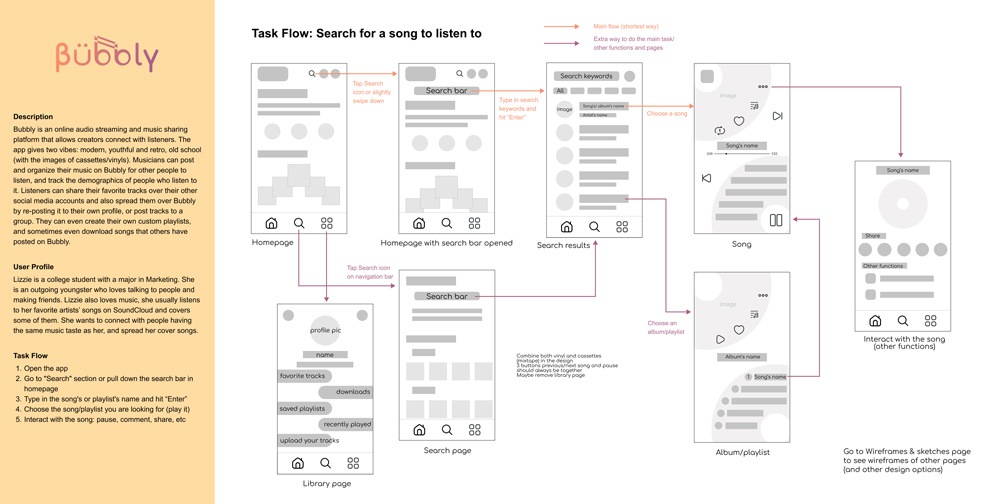 βübbly
Description
Bubbly is an online audio streaming and music sharing
platform that allows creators connect with listeners. The
app gives two vibes: modern, youthful and retro, old school
(with the images of cassettes/vinyls). Musicians can post
and organize their music on Bubbly for other people to
listen, and track the demographics of people who listen to
it. Listeners can share their favorite tracks over their other
social media accounts and also spread them over Bubbly
by re-posting it to their own profile, or post tracks to a
group. They can even create their own custom playlists,
and sometimes even download songs that others have
posted on Bubbly.
User Profile
Lizzie is a college student with a major in Marketing. She
is an outgoing youngster who loves talking to people and
making friends. Lizzie also loves music, she usually listens
to her favorite artists' songs on SoundCloud and covers
some of them. She wants to connect with people having
the same music taste as her, and spread her cover songs.
Task Flow
1. Open the app
2. Go to "Search" section or pull down the search bar in
homepage
3. Type in the song's or playlist's name and hit "Enter"
4. Choose the song/playlist you are looking for (play it)
5. Interact with the song: pause, comment, share, etc
Task Flow: Search for a song to listen to
Main flow (shortest way)
Extra way to do the main task/
other functions and pages
Tap Search
icon or slightly
swipe down
Homepage
Search bar
Homepage with search bar opened
Type in search
keywords and
hit "Enter"
Search keywords
All
image
Song's/ album's name
Artist's name
Search results
Choose a song
image
Song's name
Song
Song's name
Share
Other functions
Interact with the song
(other functions)
Tap Search icon
on navigation bar
profile pic
name
favorite tracks
downloads
saved playlists
recently played
upload your tracks
Library page
Search bar
Search page
Combine both vinyl and cassettes
(mixtape) in the design
3 buttons previous/next song and pause
should always be together
Maybe remove library page
Choose an
album/playlist
image
Album's name
1 Song's name
Album/playlist
Go to Wireframes & sketches page
to see wireframes of other pages
(and other design options)